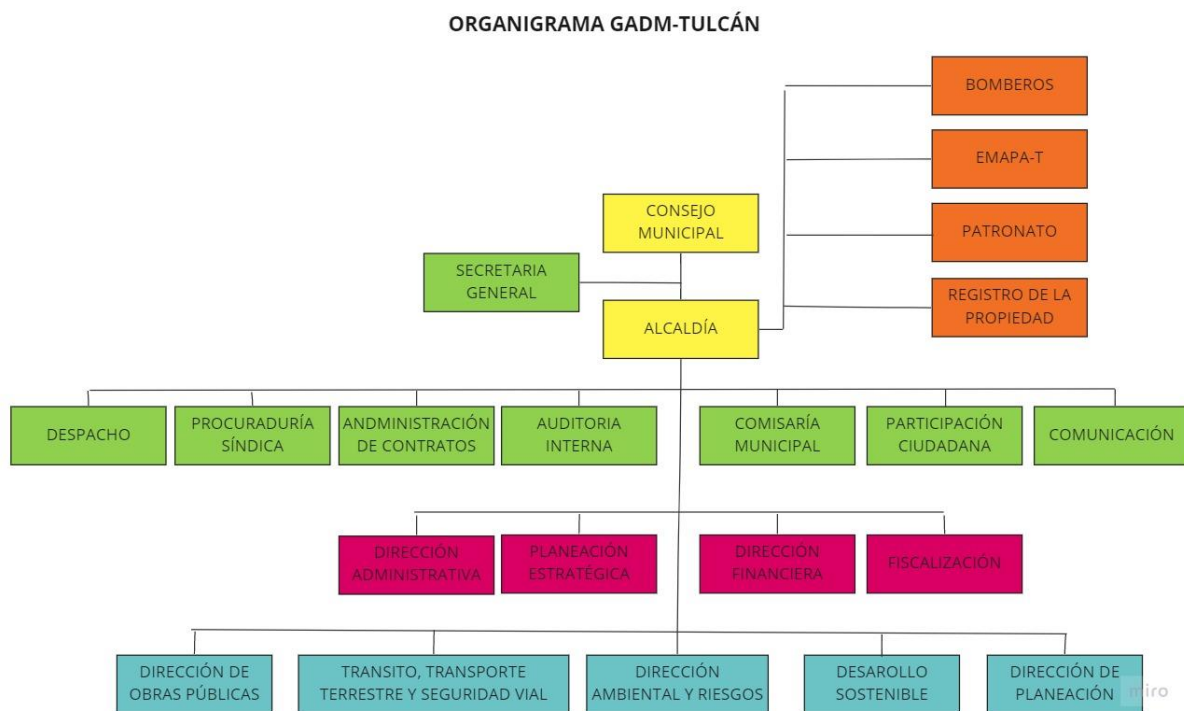 ORGANIGRAMA GADM-TULCÁN
BOMBEROS
EMAPA-T
CONSEJO
MUNICIPAL
PATRONATO
SECRETARIA
GENERAL
REGISTRO DE LA
PROPIEDAD
ALCALDÍA
DESPACHO
PROCURADURÍA
SÍNDICA
ANDMINISTRACIÓN
DE CONTRATOS
AUDITORIA
INTERNA
COMISARÍA
MUNICIPAL
PARTICIPACIÓN
CIUDADANA
COMUNICACIÓN
DIRECCIÓN
ADMINISTRATIVA
PLANEACIÓN
ESTRATÉGICA
DIRECCIÓN
FINANCIERA
FISCALIZACIÓN
DIRECCIÓN DE
OBRAS PÚBLICAS
TRANSITO, TRANSPORTE
TERRESTRE Y SEGURIDAD VIAL
DIRECCIÓN
AMBIENTAL Y RIESGOS
DESAROLLO
SOSTENIBLE
DIRECCIÓN DE
PLANEACIÓN
miro